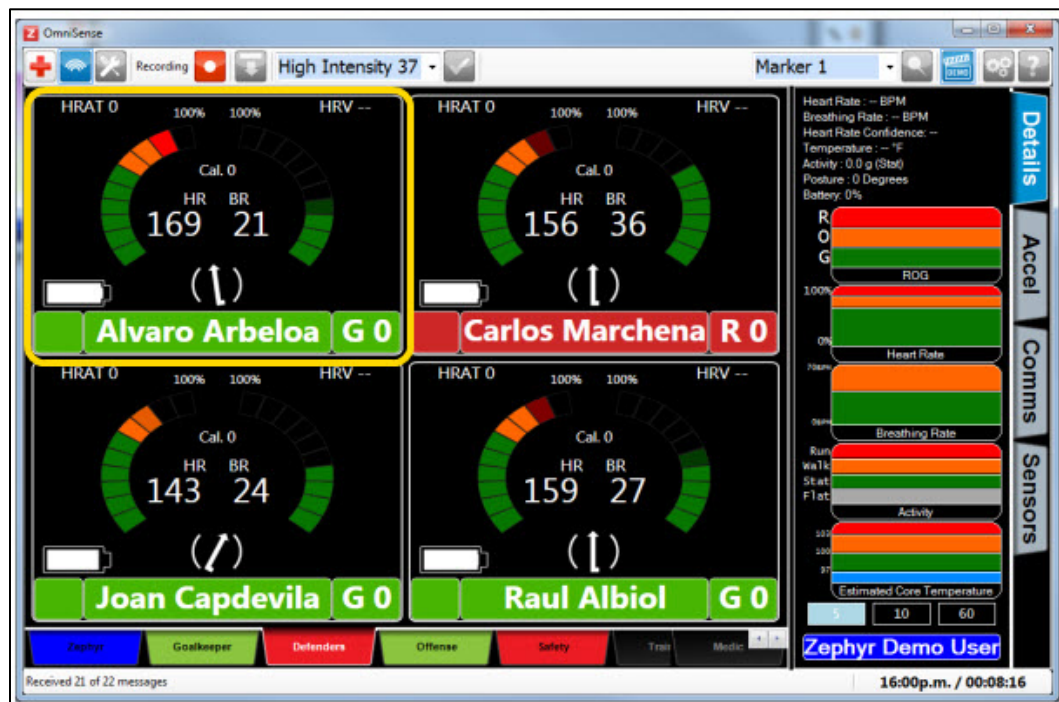 OmniSense
Recording High Intensity 37 Marker 1 DEMO ?
HRAT 0 100% 100% HRV --
Cal. 0
HR BR
169 21
Alvaro Arbeloa G 0
HRAT 0 100% 100% HRV --
Cal. 0
HR BR
156 36
Carlos Marchena R 0
HRAT 0 100% 100% HRV --
Cal. 0
HR BR
143 24
Joan Capdevila G 0
HRAT 0 100% 100% HRV --
Cal. 0
HR BR
159 27
Raul Albiol G 0
Zephyr Goalkeeper Defenders Offense Safety Train Medic
Heart Rate : -- BPM
Breathing Rate : -- BPM
Heart Rate Confidence: --
Temperature : -- °F
Activity : 0.0 g (Stat)
Posture : 0 Degrees
Battery: 0%
R
O
G
ROG
100%
0%
Heart Rate
Breathing Rate
Run
Walk
Stat
Flat
Activity
103
100
97
Estimated Core Temperature
5 10 60
Zephyr Demo User
Details
Accel
Comms
Sensors
Received 21 of 22 messages 16:00p.m. / 00:08:16